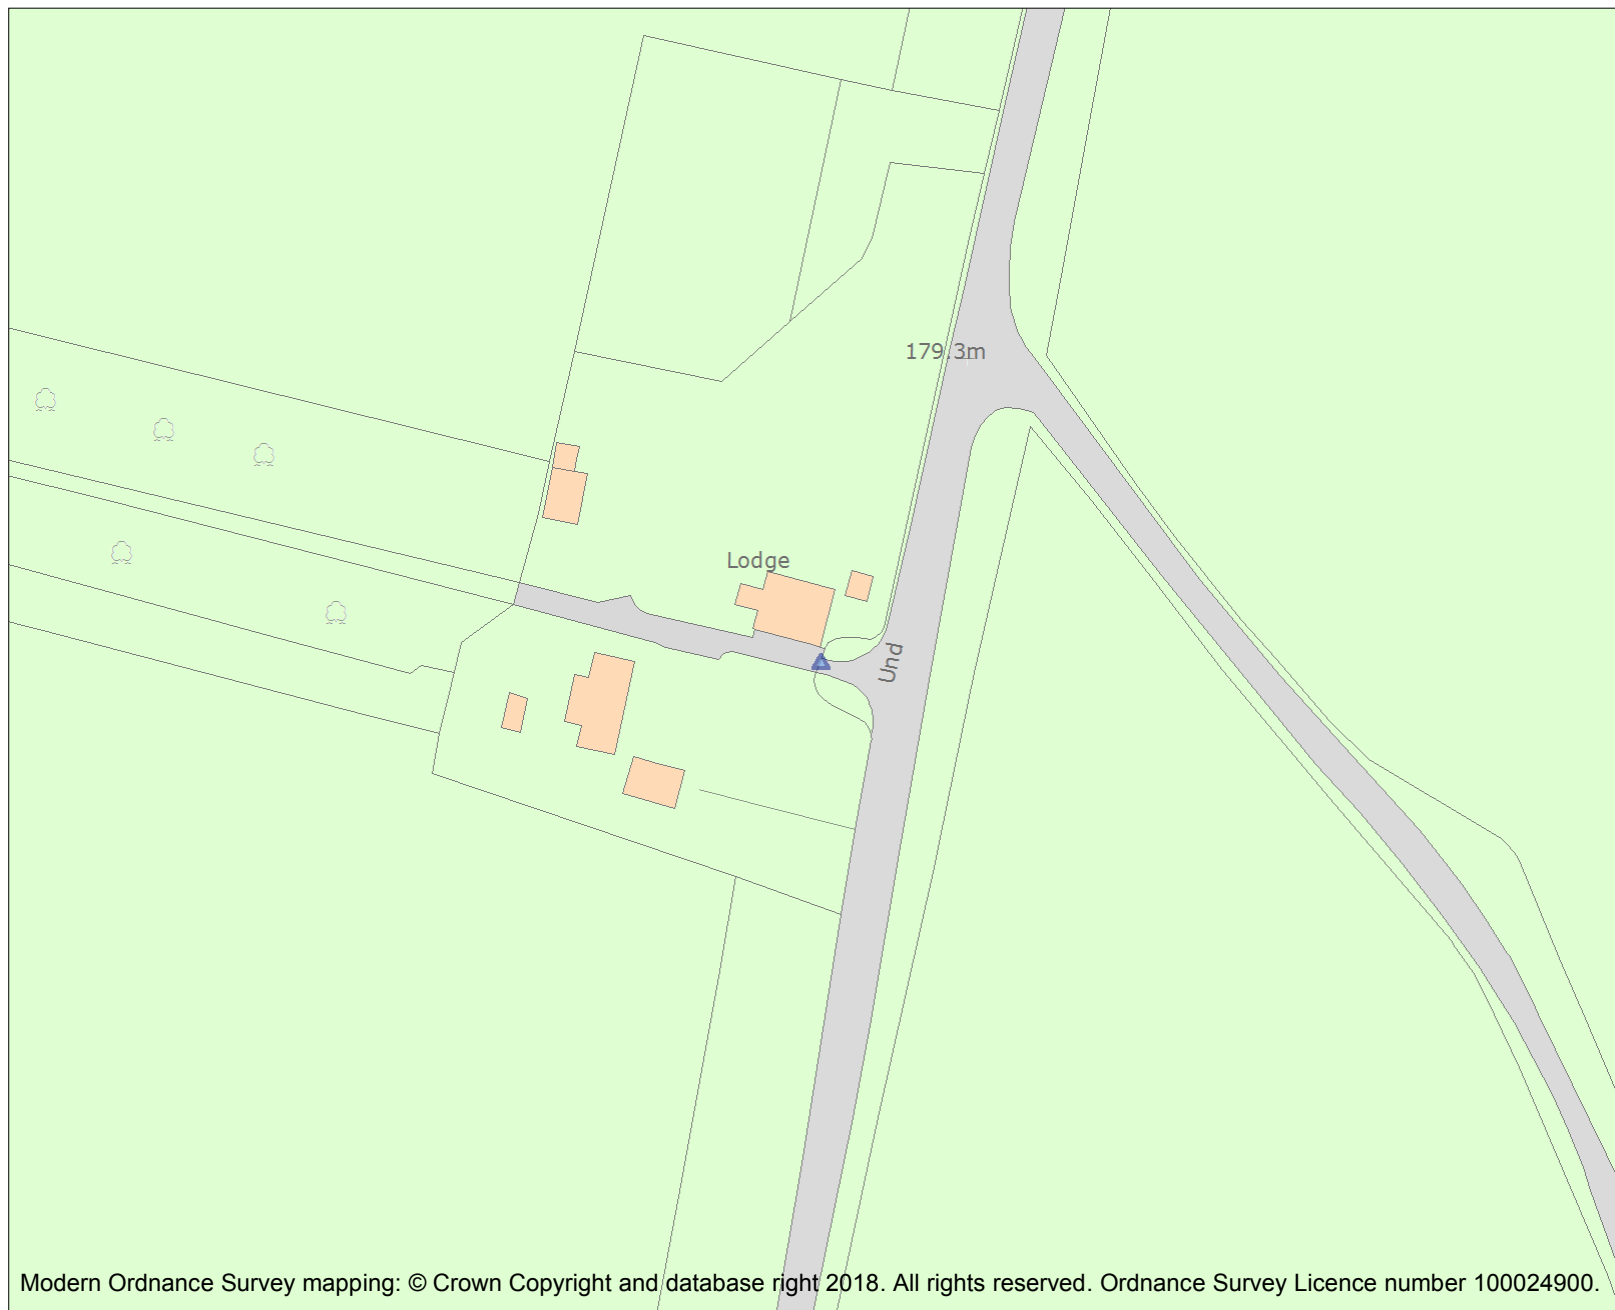 179.3m
Lodge
Und
Modern Ordnance Survey mapping: © Crown Copyright and database right 2018. All rights reserved. Ordnance Survey Licence number 100024900.